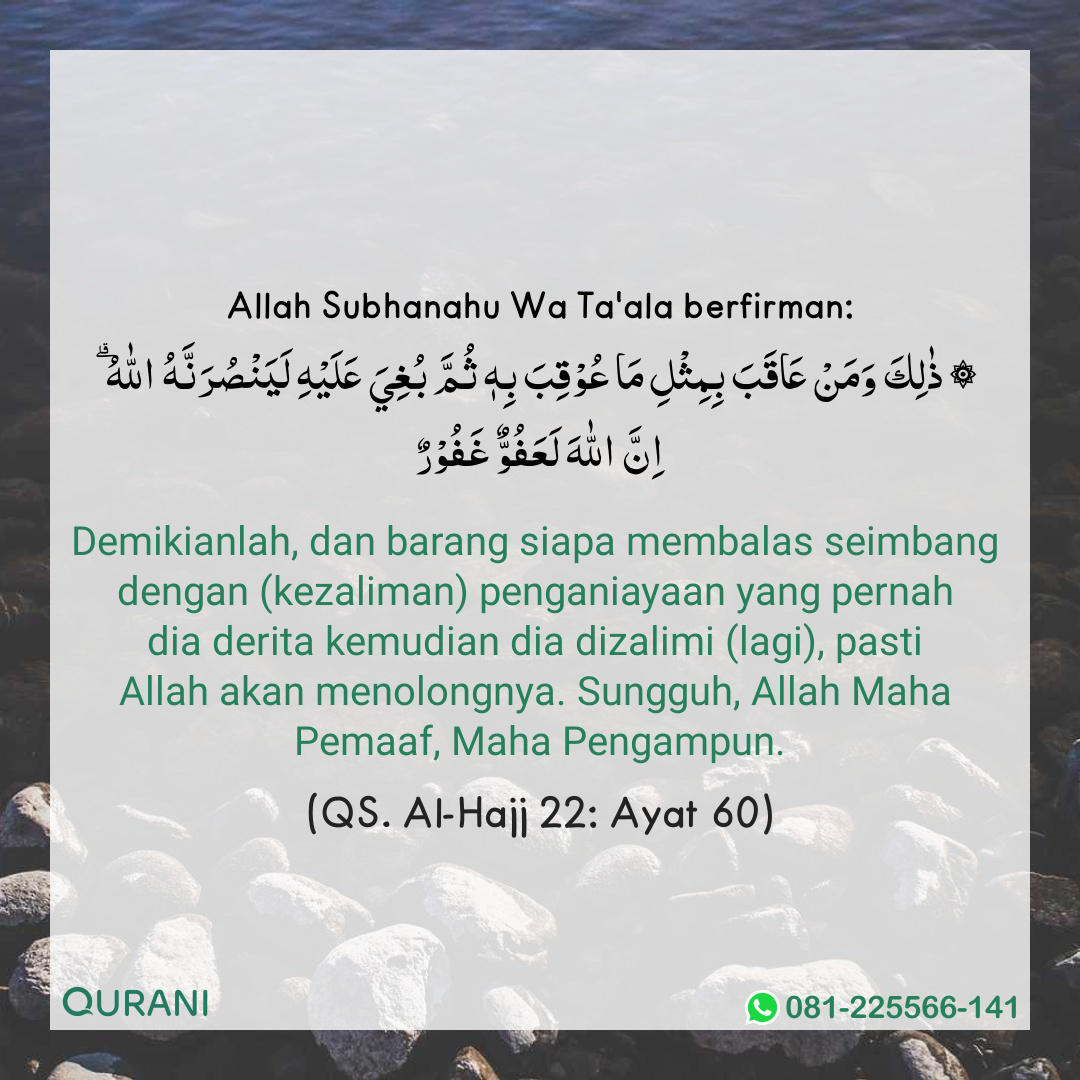 Allah Subhanahu Wa Ta'ala berfirman:
۞ ذٰلِكَ وَمَنْ عَاقَبَ بِمِثْلِ مَا عُوْقِبَ بِهٖ ثُمَّ بُغِيَ عَلَيْهِ لَيَنْصُرَنَّهُ اللّٰهُ ۗ
اِنَّ اللّٰهَ لَعَفُوٌّ غَفُوْرٌ
Demikianlah, dan barang siapa membalas seimbang
dengan (kezaliman) penganiayaan yang pernah
dia derita kemudian dia dizalimi (lagi), pasti
Allah akan menolongnya. Sungguh, Allah Maha
Pemaaf, Maha Pengampun.
(QS. Al-Hajj 22: Ayat 60)
QURANI
081-225566-141